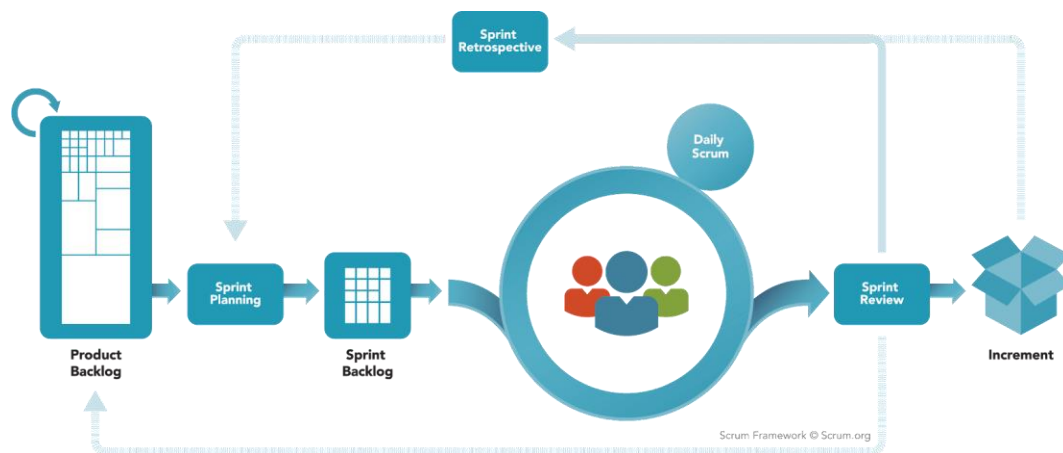 Sprint
Retrospective
Daily
Scrum
Sprint
Planning
Sprint
Review
Product
Backlog
Sprint
Backlog
Increment
Scrum Framework © Scrum.org